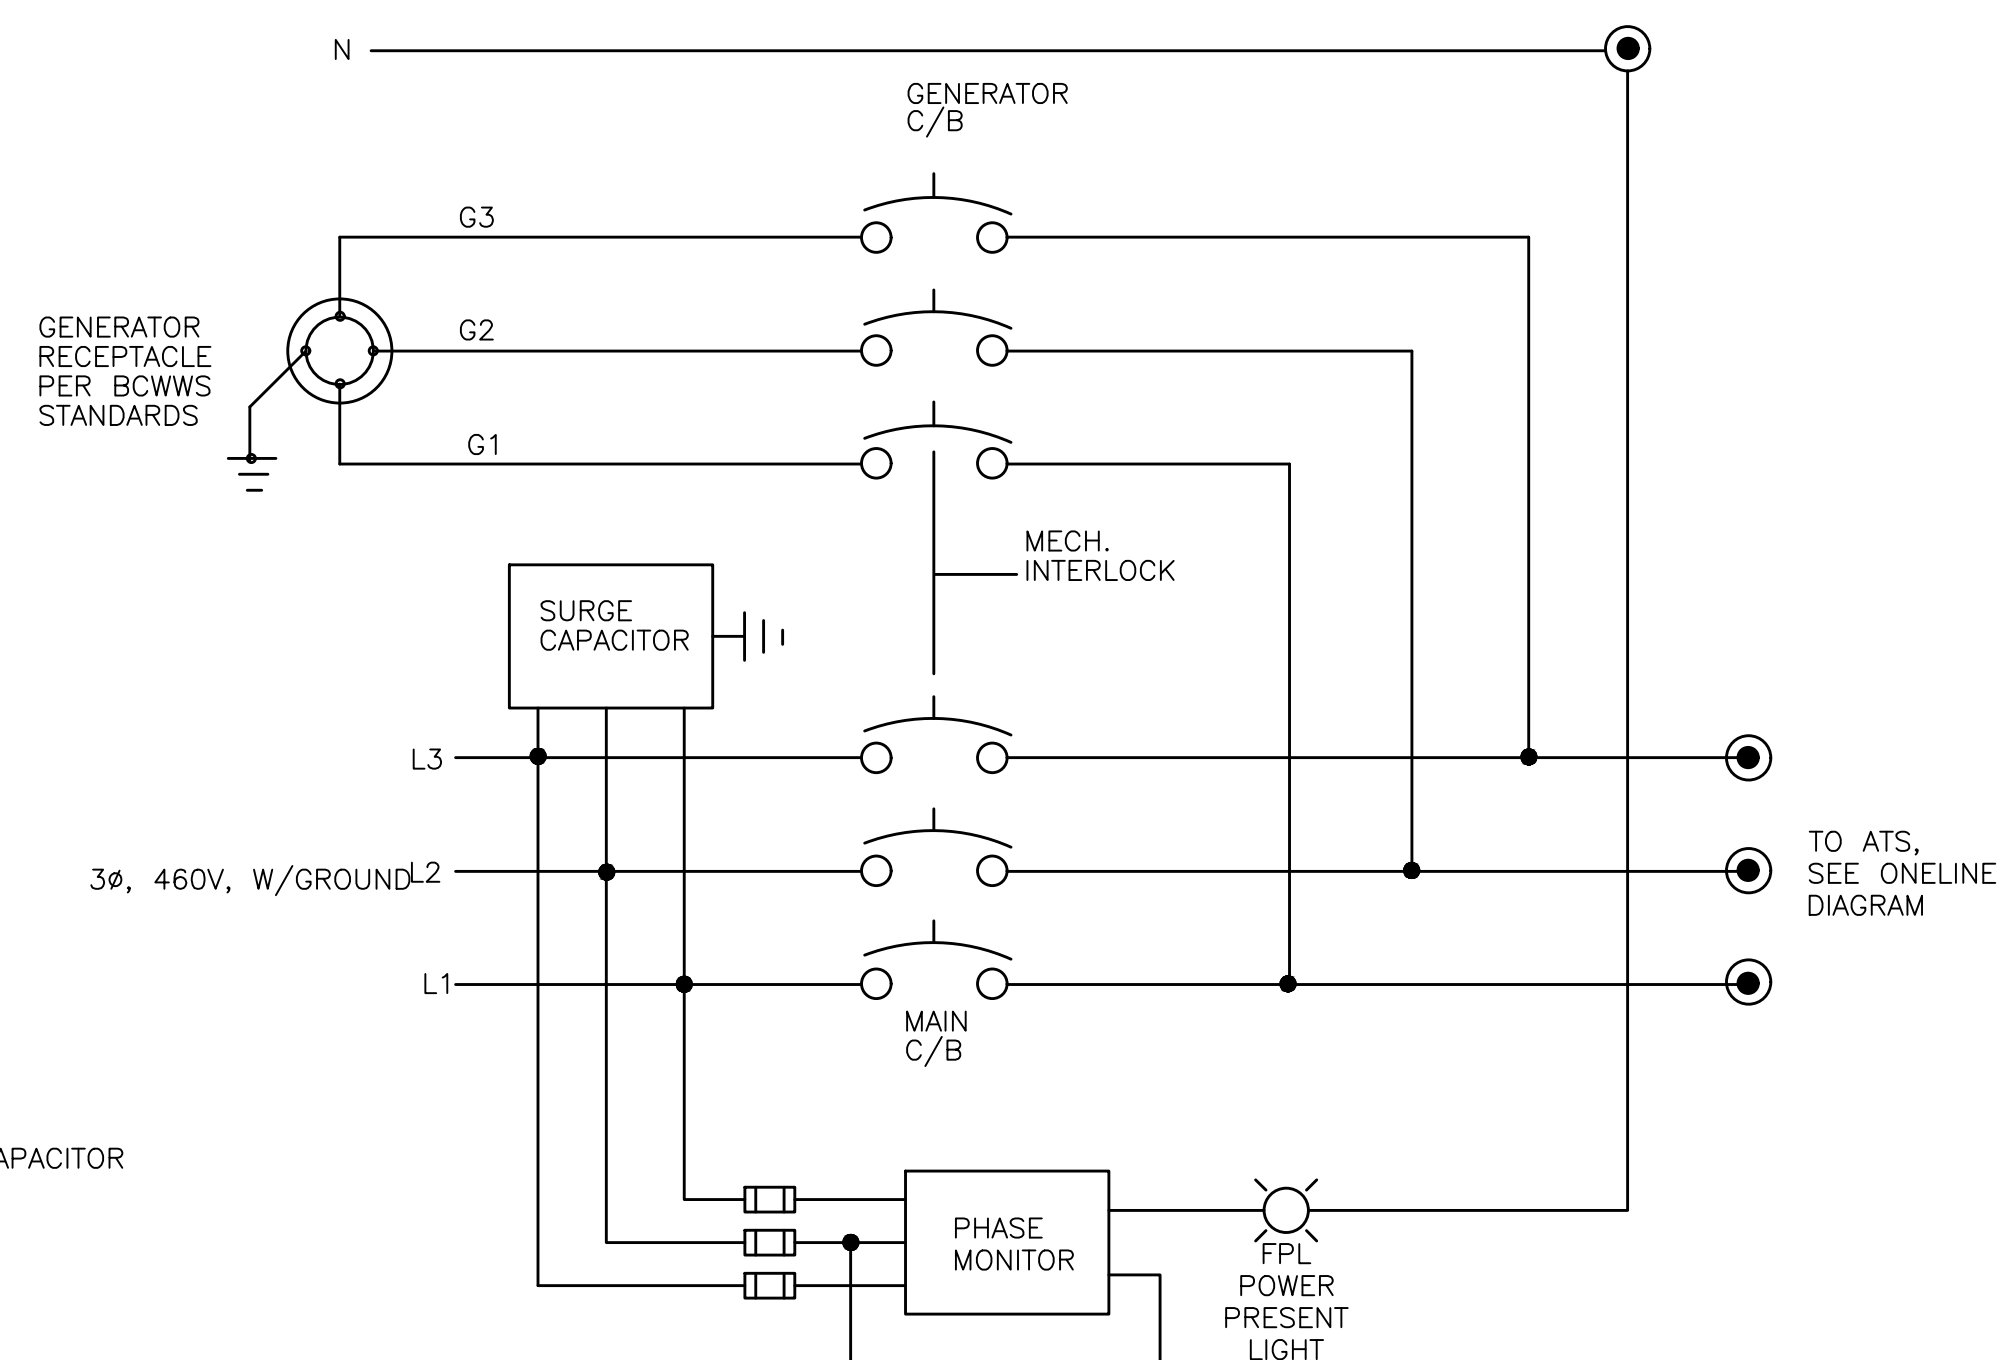 N
GENERATOR
C/B
G3
GENERATOR
RECEPTACLE
PER BCWWS
STANDARDS
G2
G1
MECH.
INTERLOCK
SURGE
CAPACITOR
L3
3ø, 460V, W/GROUND
L2
TO ATS,
SEE ONELINE
DIAGRAM
L1
MAIN
C/B
APACITOR
PHASE
MONITOR
FPL
POWER
PRESENT
LIGHT